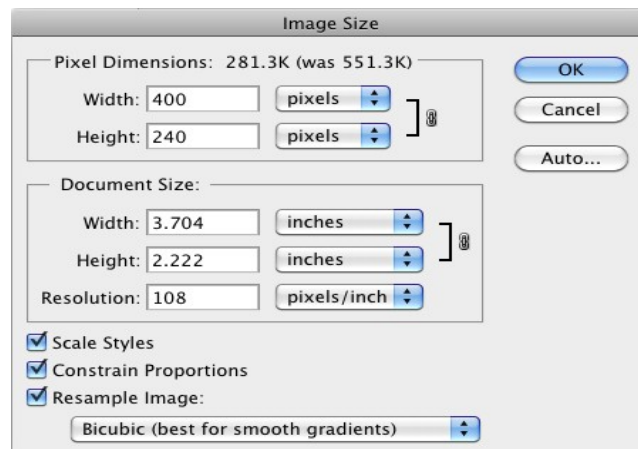 Image Size
Pixel Dimensions: 281.3K (was 551.3K)
Width: 400 pixels
Height: 240 pixels
OK
Cancel
Auto...
Document Size:
Width: 3.704 inches
Height: 2.222 inches
Resolution: 108 pixels/inch
Scale Styles
Constrain Proportions
Resample Image:
Bicubic (best for smooth gradients)